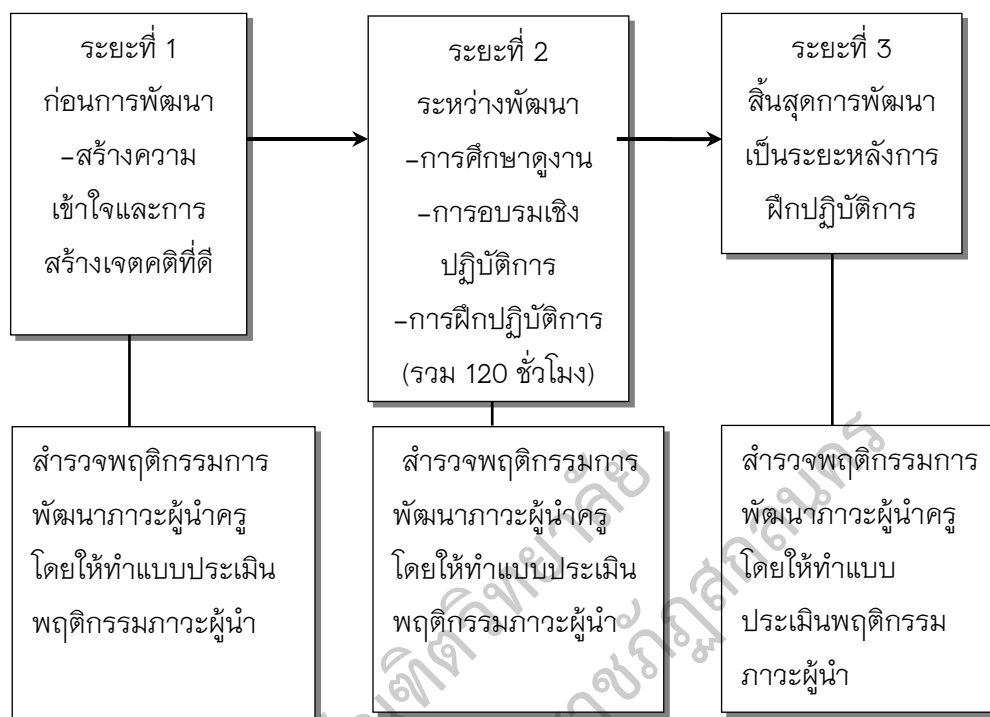 ระยะที่ 1
ก่อนการพัฒนา
-สร้างความ
เข้าใจและการ
สร้างเจตคติที่ดี
ระยะที่ 2
ระหว่างพัฒนา
-การศึกษาดูงาน
-การอบรมเชิง
ปฏิบัติการ
-การฝึกปฏิบัติการ
(รวม 120 ชั่วโมง)
ระยะที่ 3
สิ้นสุดการพัฒนา
เป็นระยะหลังการ
ฝึกปฏิบัติการ
สำรวจพฤติกรรมการ
พัฒนาภาวะผู้นำครู
โดยให้ทำแบบประเมิน
พฤติกรรมภาวะผู้นำ
สำรวจพฤติกรรมการ
พัฒนาภาวะผู้นำครู
โดยให้ทำแบบประเมิน
พฤติกรรมภาวะผู้นำ
สำรวจพฤติกรรมการ
พัฒนาภาวะผู้นำครู
โดยให้ทำแบบ
ประเมินพฤติกรรม
ภาวะผู้นำ